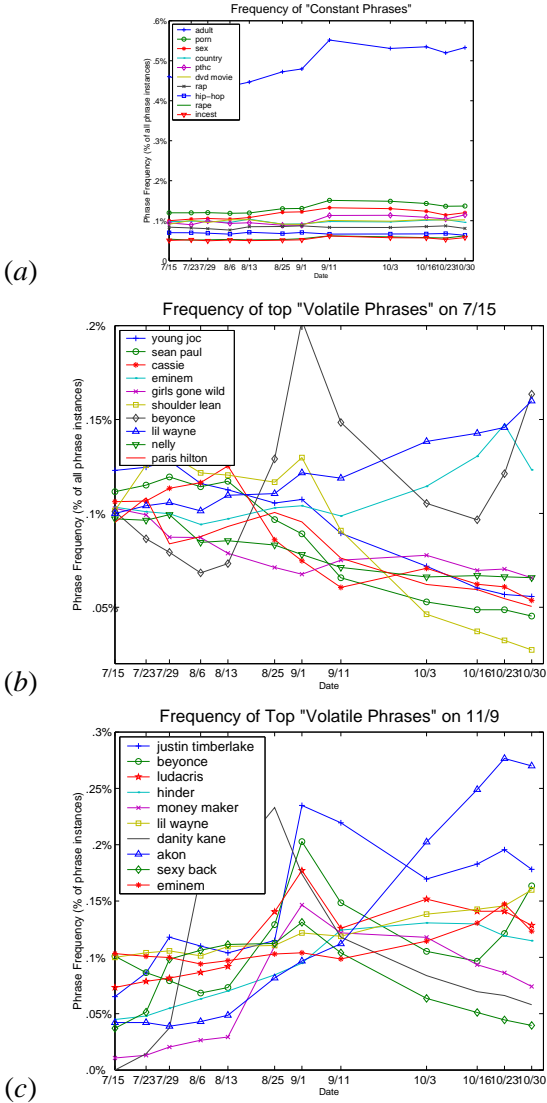 Frequency of "Constant Phrases"
.6%
adult
porn
sex
.5%
country
pthc
dvd movie
.4%
rap
hip-hop
rape
incest
.3%
.2%
.1%
0
Phrase Frequency (% of all phrase instances)
7/15 7/23 7/29 8/6 8/13 8/25 9/1 9/11 10/3 10/16 10/23 10/30
Date
(a)
Frequency of top "Volatile Phrases" on 7/15
.2%
young joc
sean paul
cassie
eminem
girls gone wild
.15%
shoulder lean
beyonce
lil wayne
nelly
paris hilton
.1%
.05%
Phrase Frequency (% of all phrase instances)
7/15 7/23 7/29 8/6 8/13 8/25 9/1 9/11 10/3 10/16 10/23 10/30
Date
(b)
Frequency of Top "Volatile Phrases" on 11/9
.3%
justin timberlake
beyonce
ludacris
.25%
hinder
money maker
lil wayne
.2%
danity kane
akon
sexy back
eminem
.15%
.1%
.05%
.0%
Phrase Frequency (% of phrase instances)
7/15 7/23 7/29 8/6 8/13 8/25 9/1 9/11 10/3 10/16 10/23 10/30
Date
(c)